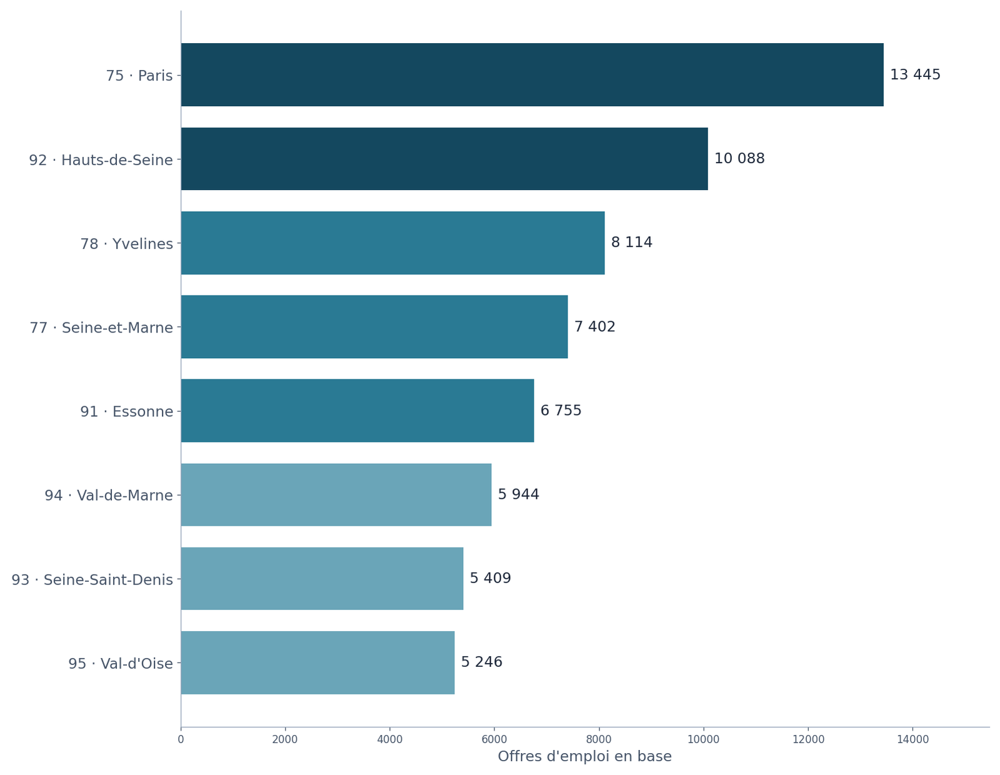 75 · Paris
13 445
92 · Hauts-de-Seine
10 088
78 · Yvelines
8 114
77 · Seine-et-Marne
7 402
91 · Essonne
6 755
94 · Val-de-Marne
5 944
93 · Seine-Saint-Denis
5 409
95 · Val-d'Oise
5 246
0 2000 4000 6000 8000 10000 12000 14000
Offres d'emploi en base